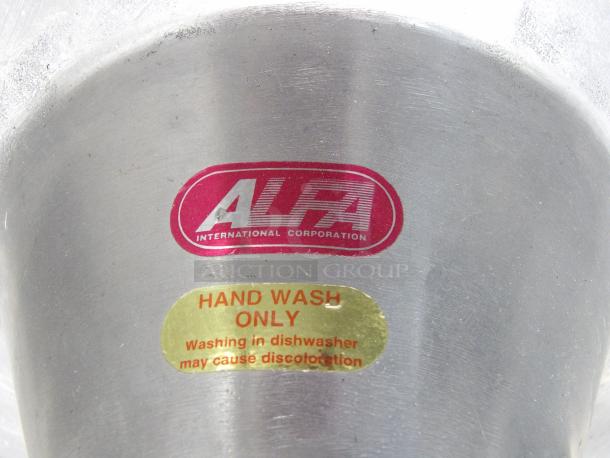 ALFA
INTERNATIONAL CORPORATION
AUCTION GROUP
HAND WASH
ONLY
Washing in dishwasher
may cause discoloration